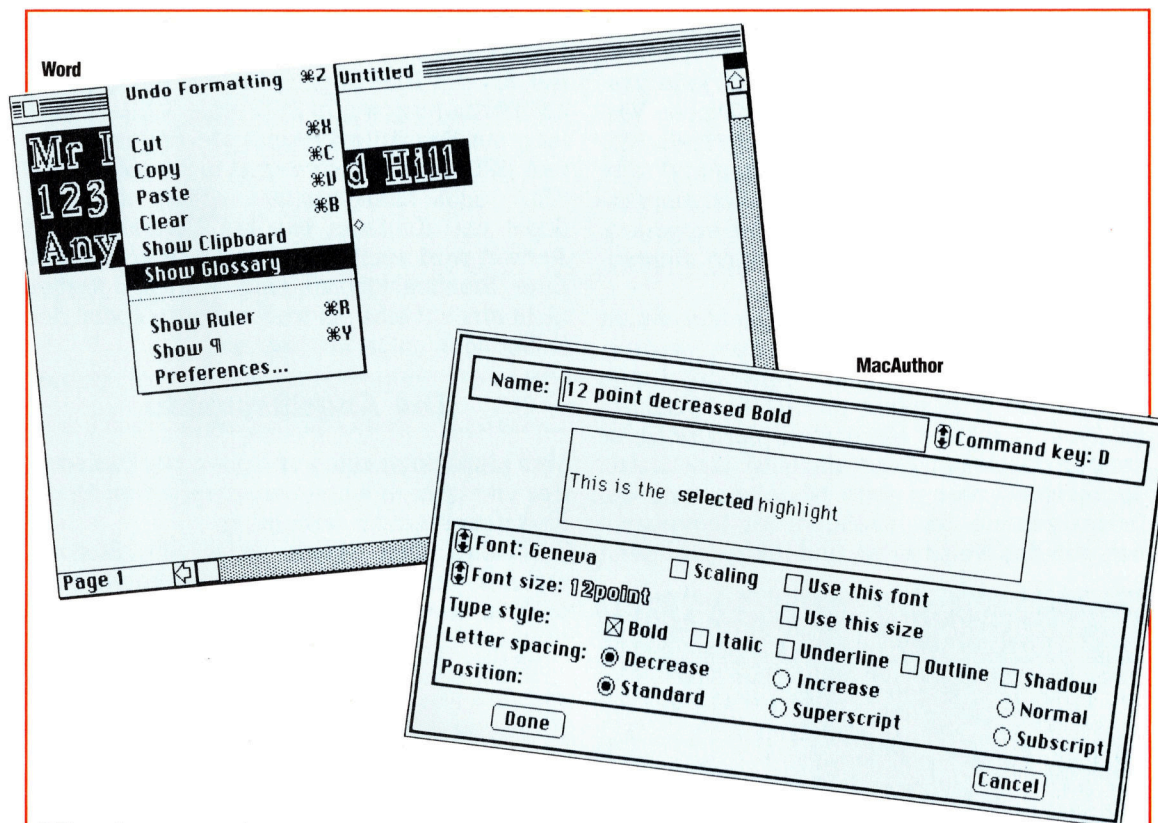 Word
Untitled
Undo Formatting ⌘Z
Cut ⌘X
Copy ⌘C
Paste ⌘V
Clear ⌘B
Show Clipboard
Show Glossary
Show Ruler ⌘R
Show ¶ ⌘Y
Preferences...
Mr d Hill
123
Any
Page 1
MacAuthor
Name: 12 point decreased Bold
Command key: D
This is the selected highlight
Font: Geneva Scaling Use this font
Font size: 12point Use this size
Type style: Bold Italic Underline Outline Shadow
Letter spacing: Decrease Increase Normal
Position: Standard Superscript Subscript
Done Cancel